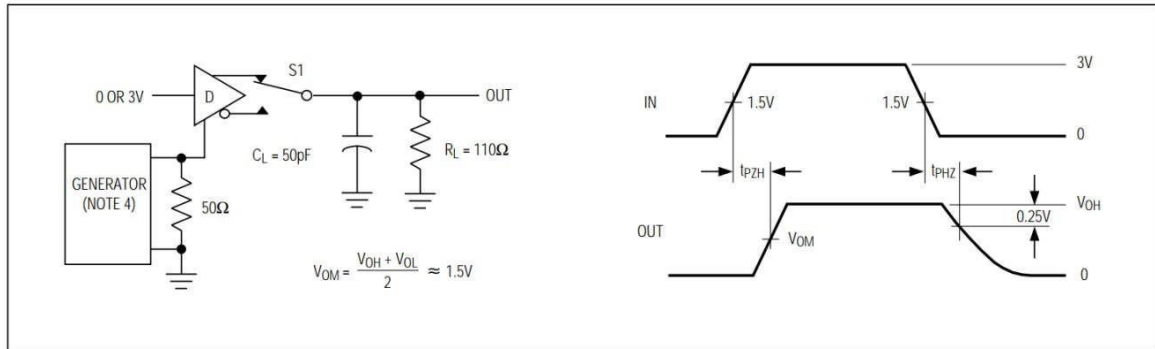 S1
0 OR 3V
D
OUT
GENERATOR
(NOTE 4)
50Ω
C_L = 50pF
R_L = 110Ω
V_OM = (V_OH + V_OL) / 2 ≈ 1.5V
IN
1.5V
1.5V
3V
0
t_PZH
t_PHZ
OUT
V_OM
V_OH
0.25V
0